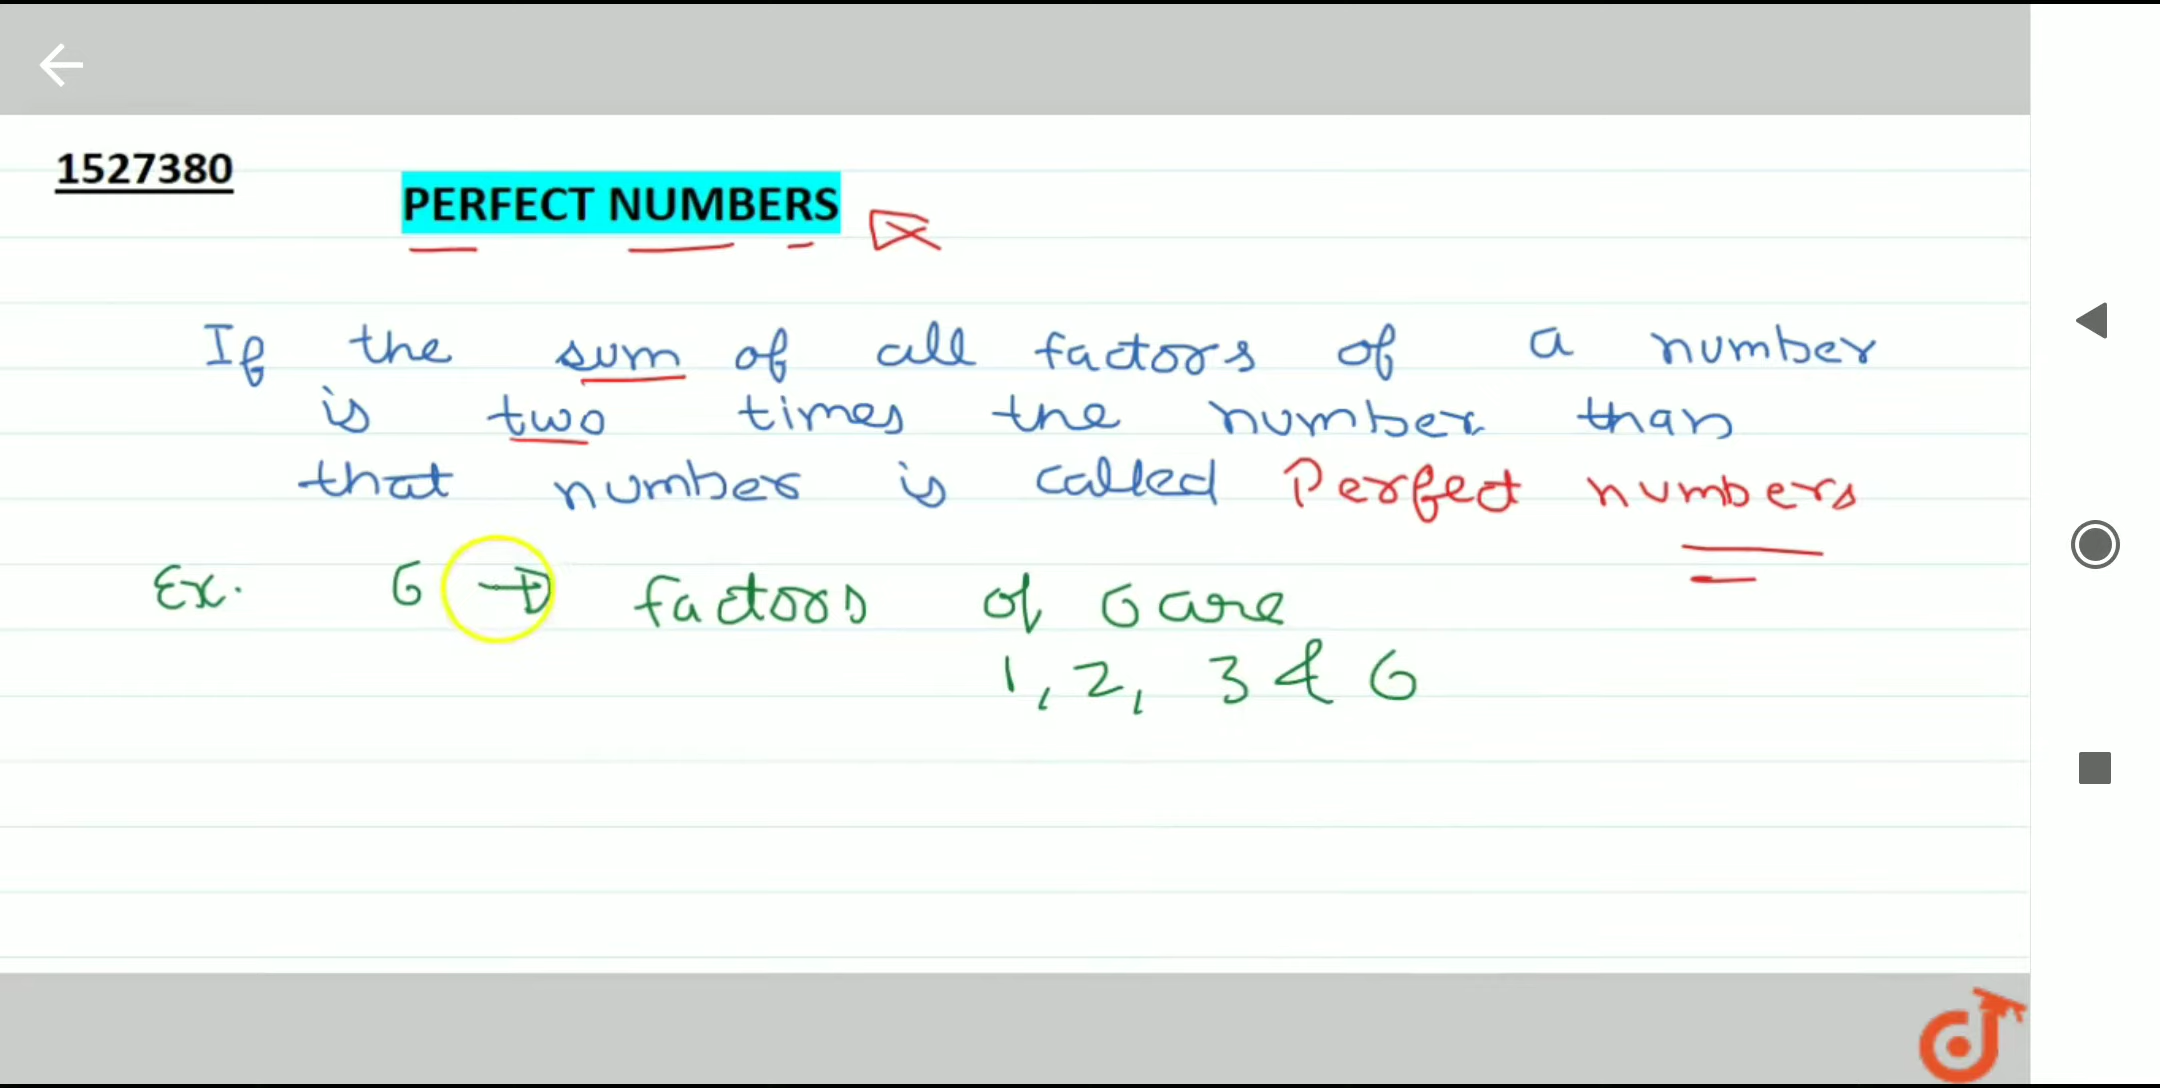 1527380
PERFECT NUMBERS
If the sum of all factors of a number
is two times the number than
that number is called Perfect numbers
Ex. 6 → factors of 6 are
1, 2, 3 & 6